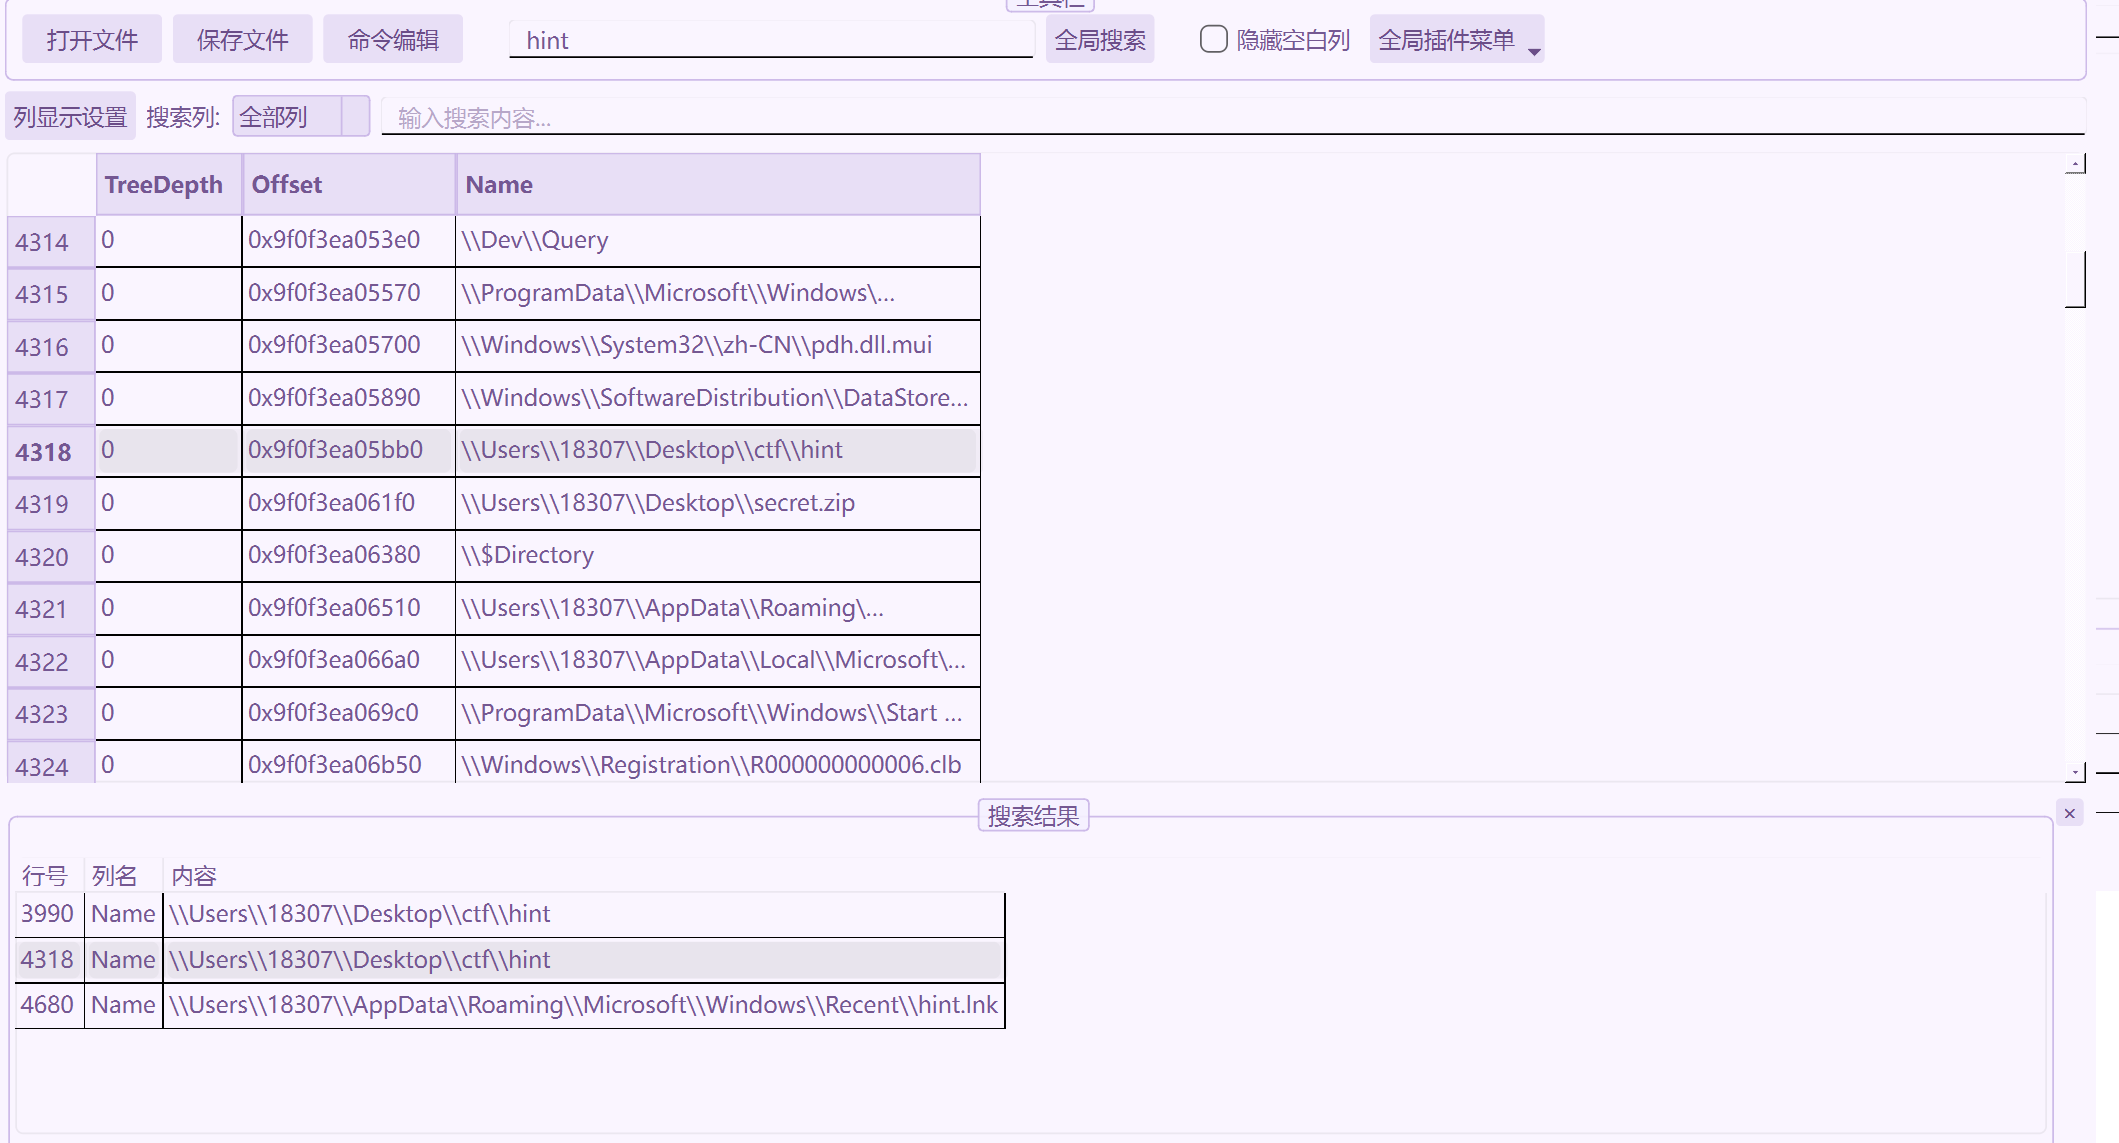 工具栏
打开文件 保存文件 命令编辑 hint 全局搜索 隐藏空白列 全局插件菜单
列显示设置 搜索列: 全部列 输入搜索内容...
TreeDepth Offset Name
4314 0 0x9f0f3ea053e0 \\Dev\\Query
4315 0 0x9f0f3ea05570 \\ProgramData\\Microsoft\\Windows\...
4316 0 0x9f0f3ea05700 \\Windows\\System32\\zh-CN\\pdh.dll.mui
4317 0 0x9f0f3ea05890 \\Windows\\SoftwareDistribution\\DataStore...
4318 0 0x9f0f3ea05bb0 \\Users\\18307\\Desktop\\ctf\\hint
4319 0 0x9f0f3ea061f0 \\Users\\18307\\Desktop\\secret.zip
4320 0 0x9f0f3ea06380 \\$Directory
4321 0 0x9f0f3ea06510 \\Users\\18307\\AppData\\Roaming\...
4322 0 0x9f0f3ea066a0 \\Users\\18307\\AppData\\Local\\Microsoft\...
4323 0 0x9f0f3ea069c0 \\ProgramData\\Microsoft\\Windows\\Start ...
4324 0 0x9f0f3ea06b50 \\Windows\\Registration\\R000000000006.clb
搜索结果
行号 列名 内容
3990 Name \\Users\\18307\\Desktop\\ctf\\hint
4318 Name \\Users\\18307\\Desktop\\ctf\\hint
4680 Name \\Users\\18307\\AppData\\Roaming\\Microsoft\\Windows\\Recent\\hint.lnk